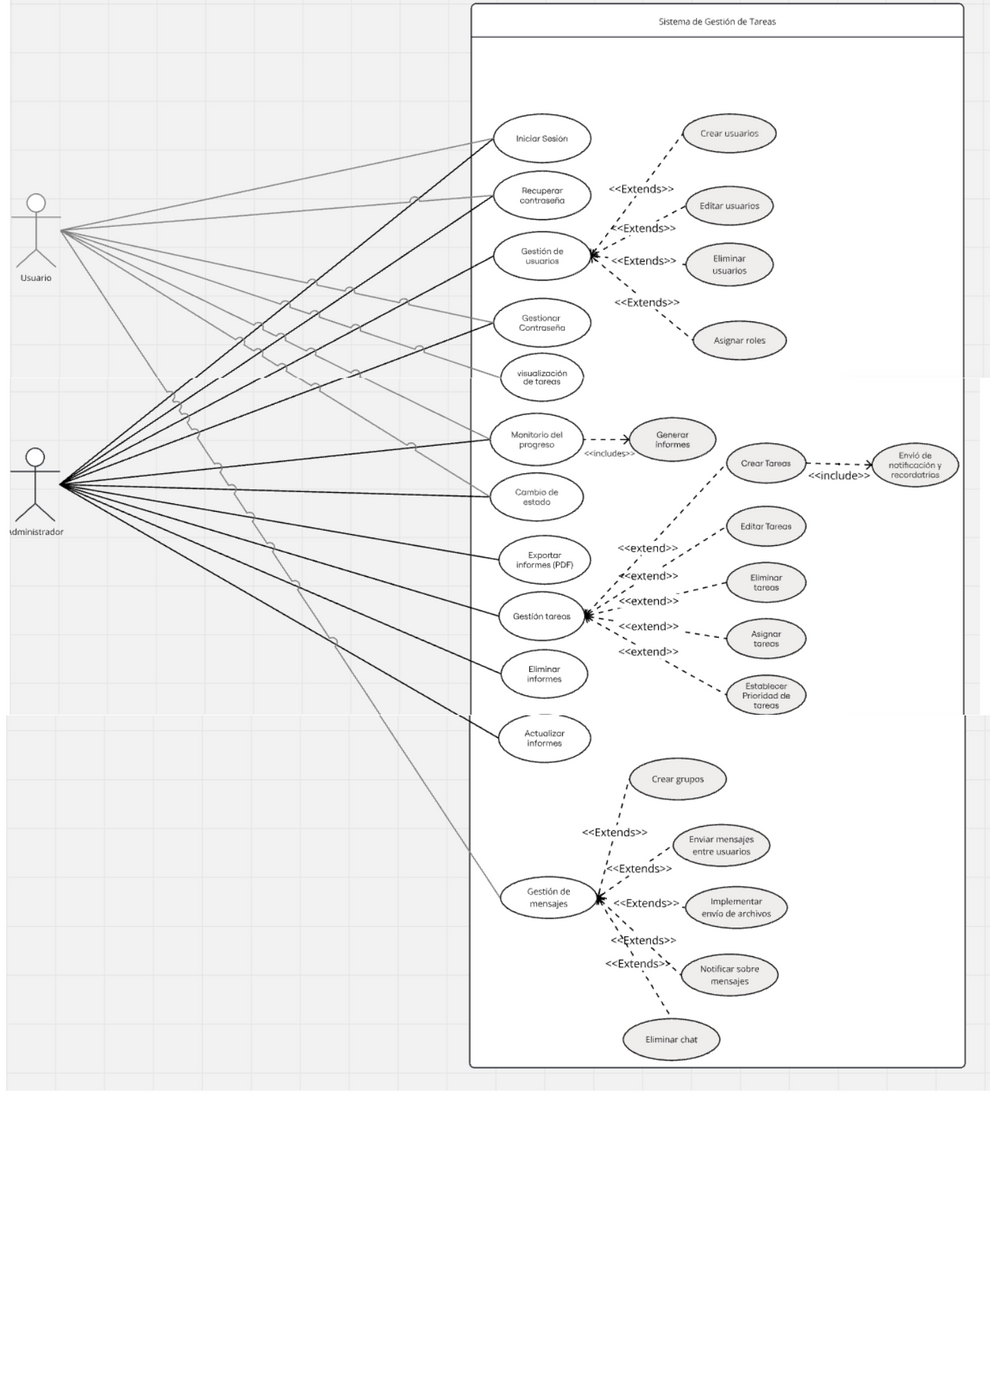 Sistema de Gestión de Tareas
Iniciar Sesión
Crear usuarios
Recuperar
contraseña
<<Extends>>
Editar usuarios
<<Extends>>
Usuario
Gestión de
usuarios
<<Extends>>
Eliminar
usuarios
<<Extends>>
Gestionar
Contraseña
Asignar roles
visualización
de tareas
Monitorio del
progreso
<<includes>>
Generar
informes
Crear Tareas
<<include>>
Envió de
notificación y
recordatrios
Cambio de
estado
Editar Tareas
dministrador
<<extend>>
Exportar
informes (PDF)
<<extend>>
Eliminar
tareas
<<extend>>
Gestión tareas
<<extend>>
Asignar
tareas
<<extend>>
Eliminar
informes
Establecer
Prioridad de
tareas
Actualizar
informes
Crear grupos
<<Extends>>
Enviar mensajes
entre usuarios
<<Extends>>
Gestión de
mensajes
<<Extends>>
Implementar
envío de archivos
<<Extends>>
<<Extends>>
Notificar sobre
mensajes
Eliminar chat